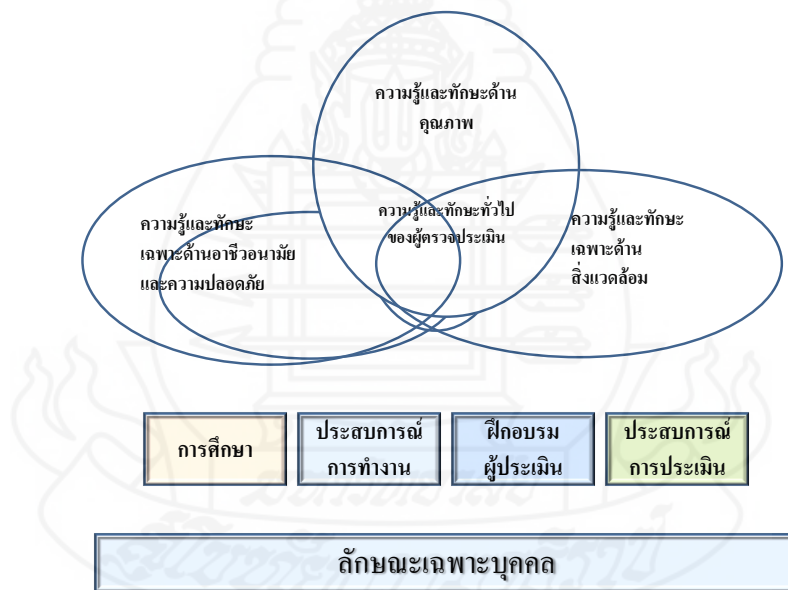 ความรู้และทักษะด้าน
คุณภาพ
ความรู้และทักษะ
เฉพาะด้านอาชีวอนามัย
และความปลอดภัย
ความรู้และทักษะทั่วไป
ของผู้ตรวจประเมิน
ความรู้และทักษะ
เฉพาะด้าน
สิ่งแวดล้อม
การศึกษา
ประสบการณ์
การทำงาน
ฝึกอบรม
ผู้ประเมิน
ประสบการณ์
การประเมิน
ลักษณะเฉพาะบุคคล